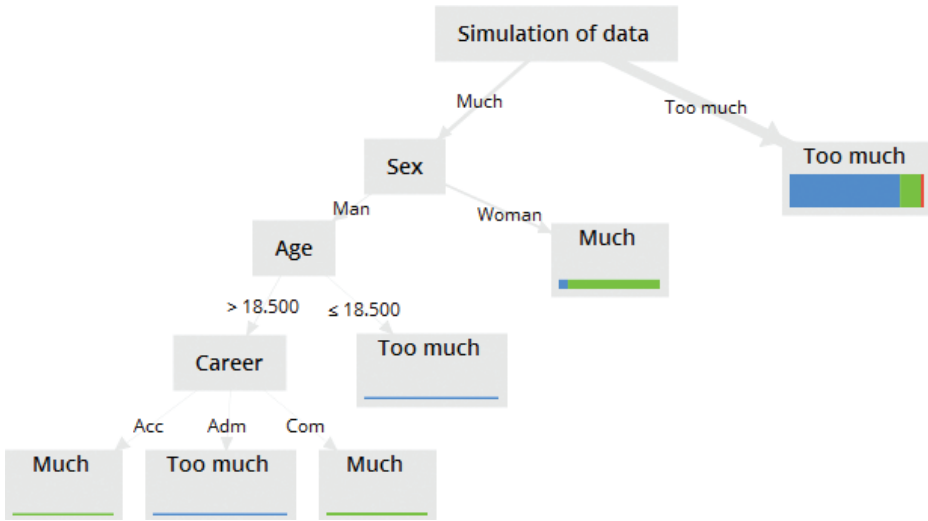 Simulation of data
Much
Too much
Too much
Sex
Man
Woman
Much
Age
> 18.500
≤ 18.500
Too much
Career
Acc
Adm
Com
Much
Too much
Much